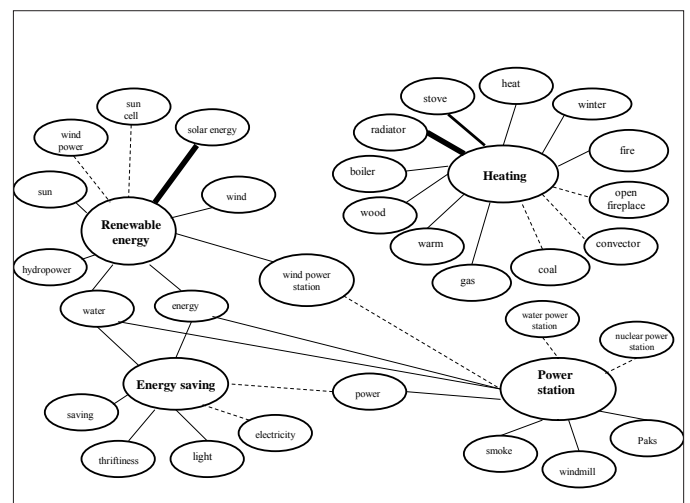 sun
cell
solar energy
wind
power
sun
wind
Renewable
energy
hydropower
wind power
station
water
energy
stove
heat
winter
radiator
fire
boiler
Heating
open
fireplace
wood
warm
convector
gas
coal
water power
station
nuclear power
station
Energy saving
power
Power
station
saving
electricity
thriftiness
light
smoke
windmill
Paks